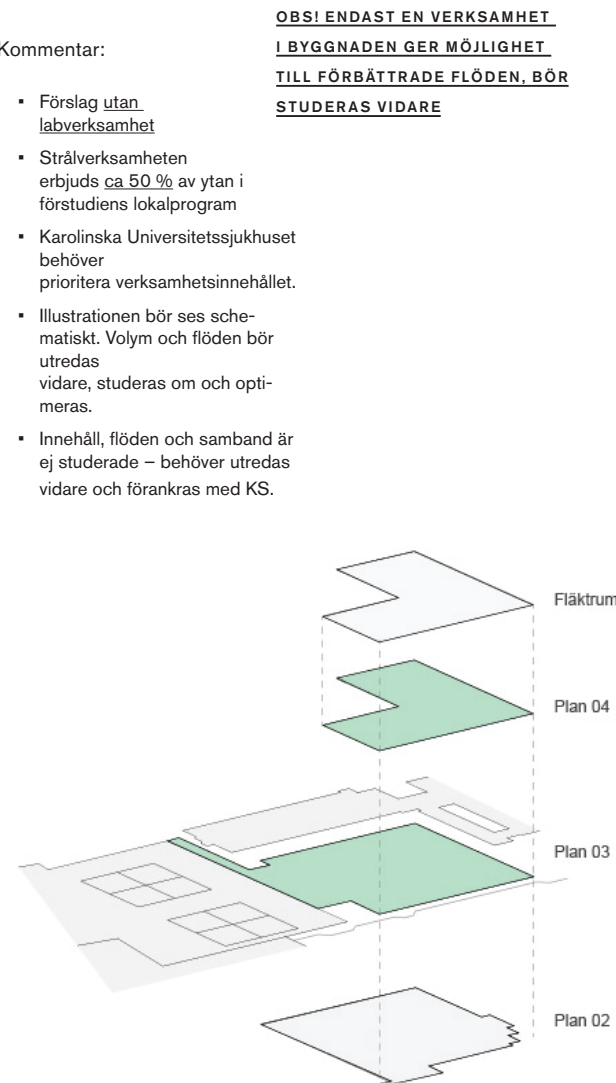 OBS! ENDAST EN VERKSAMHET
I BYGGNADEN GER MÖJLIGHET
TILL FÖRBÄTTRADE FLÖDEN, BÖR
STUDERAS VIDARE
Kommentar:
▪ Förslag utan
labverksamhet
▪ Strålverksamheten
erbjuds ca 50 % av ytan i
förstudiens lokalprogram
▪ Karolinska Universitetssjukhuset
behöver
prioritera verksamhetsinnehållet.
▪ Illustrationen bör ses sche-
matiskt. Volym och flöden bör
utredas
vidare, studeras om och opti-
meras.
▪ Innehåll, flöden och samband är
ej studerade – behöver utredas
vidare och förankras med KS.
Fläktrum
Plan 04
Plan 03
Plan 02